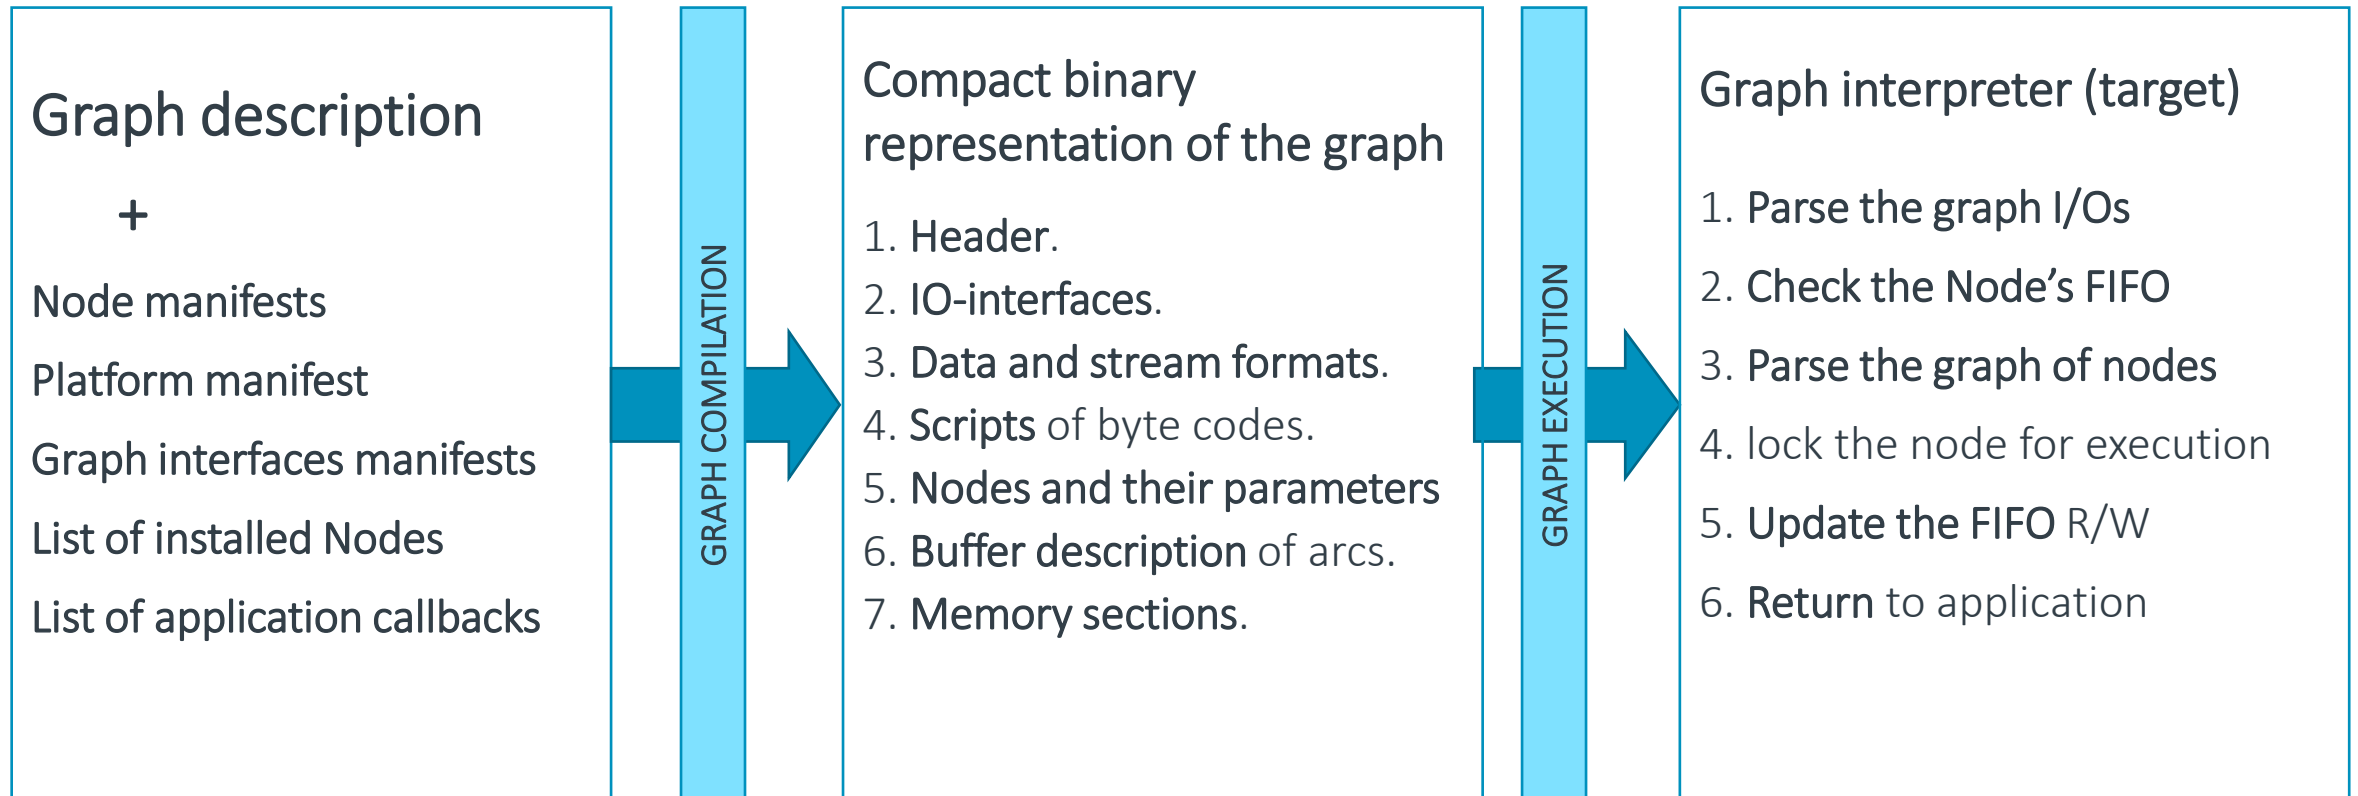 Graph description
+
Node manifests
Platform manifest
Graph interfaces manifests
List of installed Nodes
List of application callbacks
GRAPH COMPILATION
Compact binary
representation of the graph
1. Header.
2. IO-interfaces.
3. Data and stream formats.
4. Scripts of byte codes.
5. Nodes and their parameters
6. Buffer description of arcs.
7. Memory sections.
GRAPH EXECUTION
Graph interpreter (target)
1. Parse the graph I/Os
2. Check the Node’s FIFO
3. Parse the graph of nodes
4. lock the node for execution
5. Update the FIFO R/W
6. Return to application